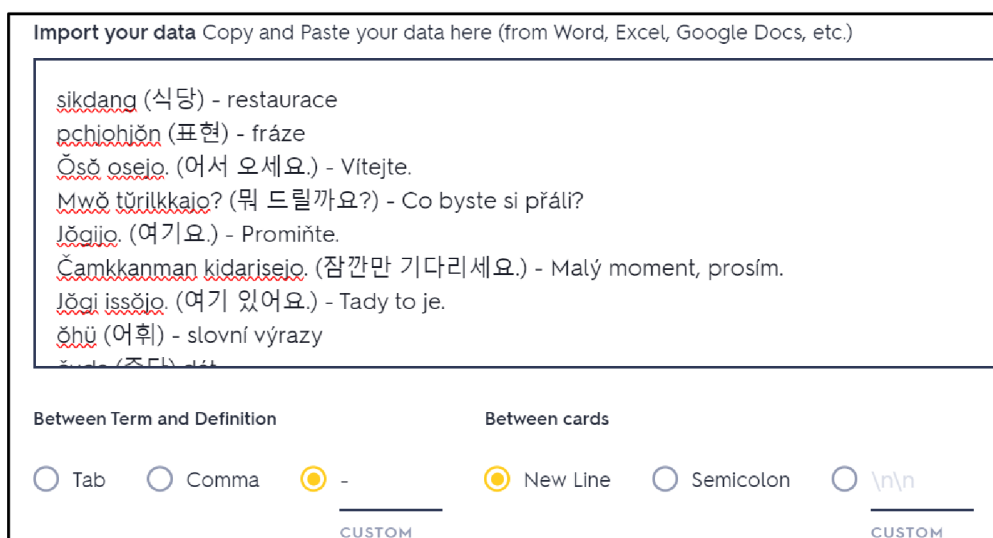 Import your data Copy and Paste your data here (from Word, Excel, Google Docs, etc.)
sikdang (식당) - restaurace
pchjohjŏn (표현) - fráze
Ŏsŏ osejo. (어서 오세요.) - Vítejte.
Mwŏ tŭrilkkajo? (뭐 드릴까요?) - Co byste si přáli?
Jŏgijo. (여기요.) - Promiňte.
Čamkkanman kidarisejo. (잠깐만 기다리세요.) - Malý moment, prosím.
Jŏgi issŏjo. (여기 있어요.) - Tady to je.
ŏhü (어휘) - slovní výrazy
Between Term and Definition
Between cards
Tab Comma - New Line Semicolon \n\n
CUSTOM CUSTOM